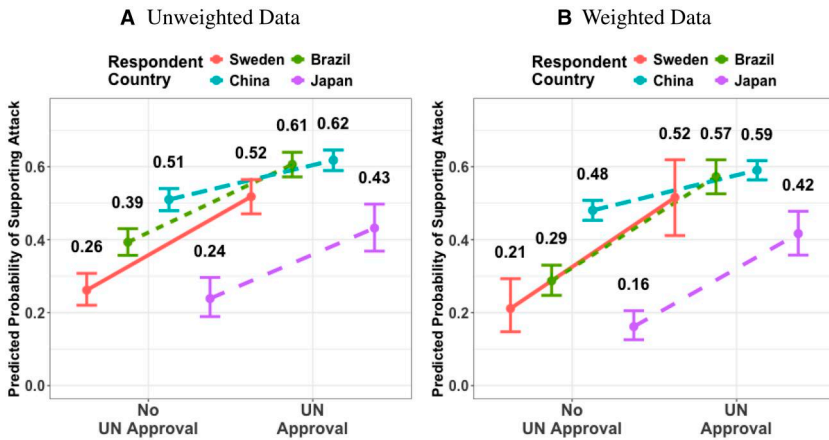 A Unweighted Data
Respondent Country
Sweden
Brazil
China
Japan
Predicted Probability of Supporting Attack
0.6
0.4
0.2
0.0
0.26
0.39
0.51
0.24
0.52
0.61
0.62
0.43
No UN Approval
UN Approval
B Weighted Data
Respondent Country
Sweden
Brazil
China
Japan
Predicted Probability of Supporting Attack
0.6
0.4
0.2
0.0
0.21
0.29
0.48
0.16
0.52
0.57
0.59
0.42
No UN Approval
UN Approval